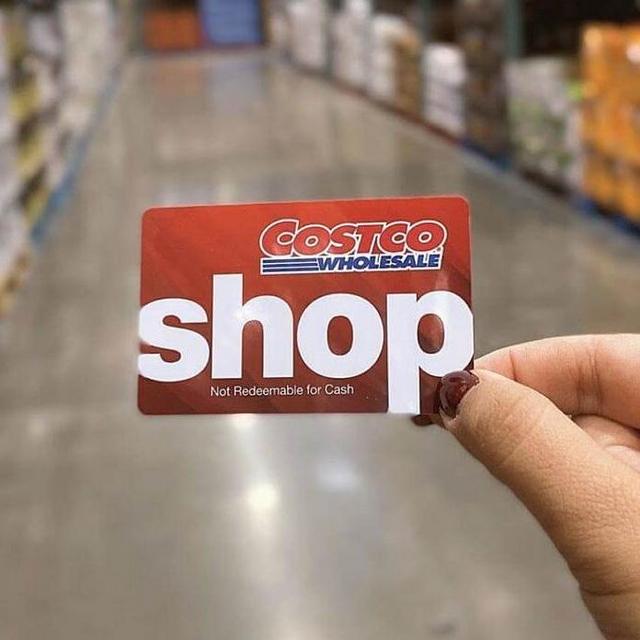 COSTCO
WHOLESALE
shop
Not Redeemable for Cash